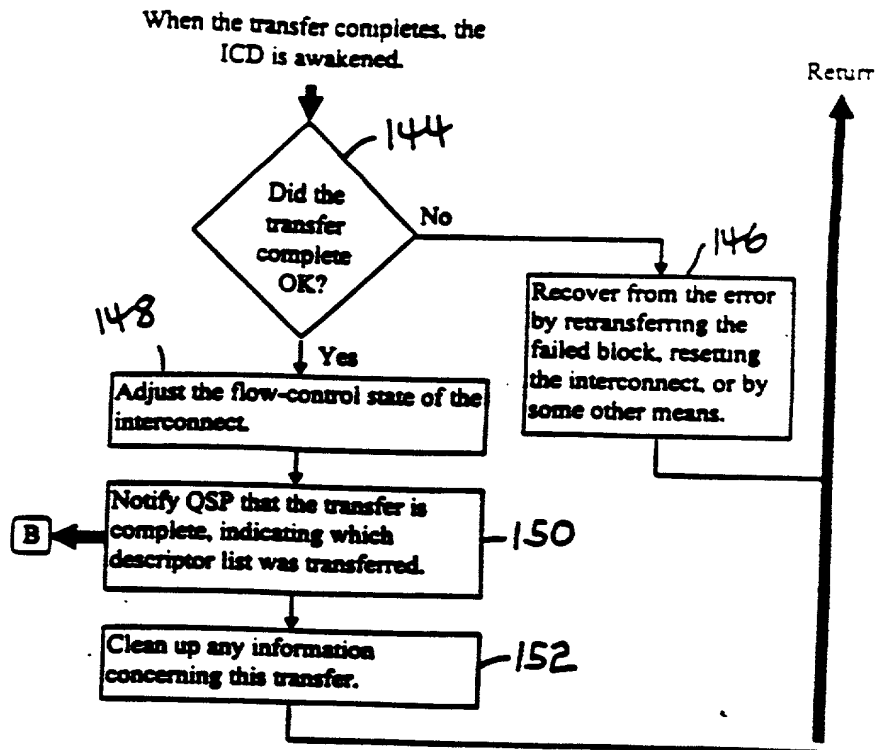 When the transfer completes, the
ICD is awakened.
Return
144
Did the
transfer
complete
OK?
No
146
Recover from the error
by retransferring the
failed block, resetting
the interconnect, or by
some other means.
148
Yes
Adjust the flow-control state of the
interconnect.
Notify QSP that the transfer is
complete, indicating which
descriptor list was transferred.
150
B
Clean up any information
concerning this transfer.
152